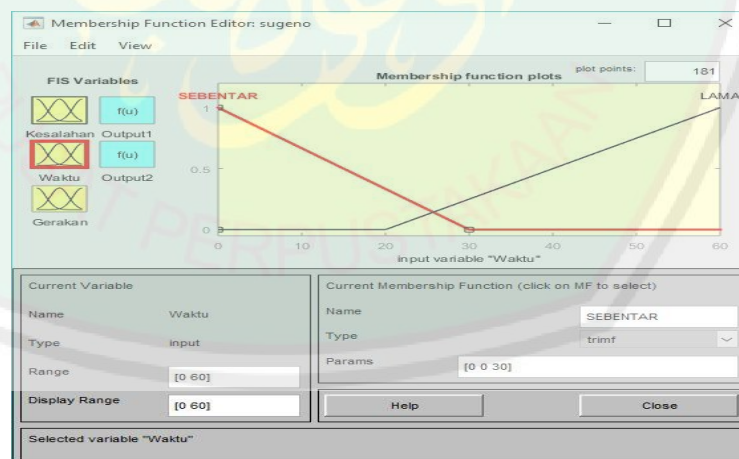 Membership Function Editor: sugeno
File Edit View
FIS Variables
Membership function plots
plot points:
181
Kesalahan
Output1
f(u)
Waktu
Output2
f(u)
Gerakan
SEBENTAR
LAMA
1
0.5
0
0 10 20 30 40 50 60
input variable "Waktu"
Current Variable
Name Waktu
Type input
Range [0 60]
Display Range [0 60]
Current Membership Function (click on MF to select)
Name SEBENTAR
Type trimf
Params [0 0 30]
Help
Close
Selected variable "Waktu"
PERPUSTAKAAN